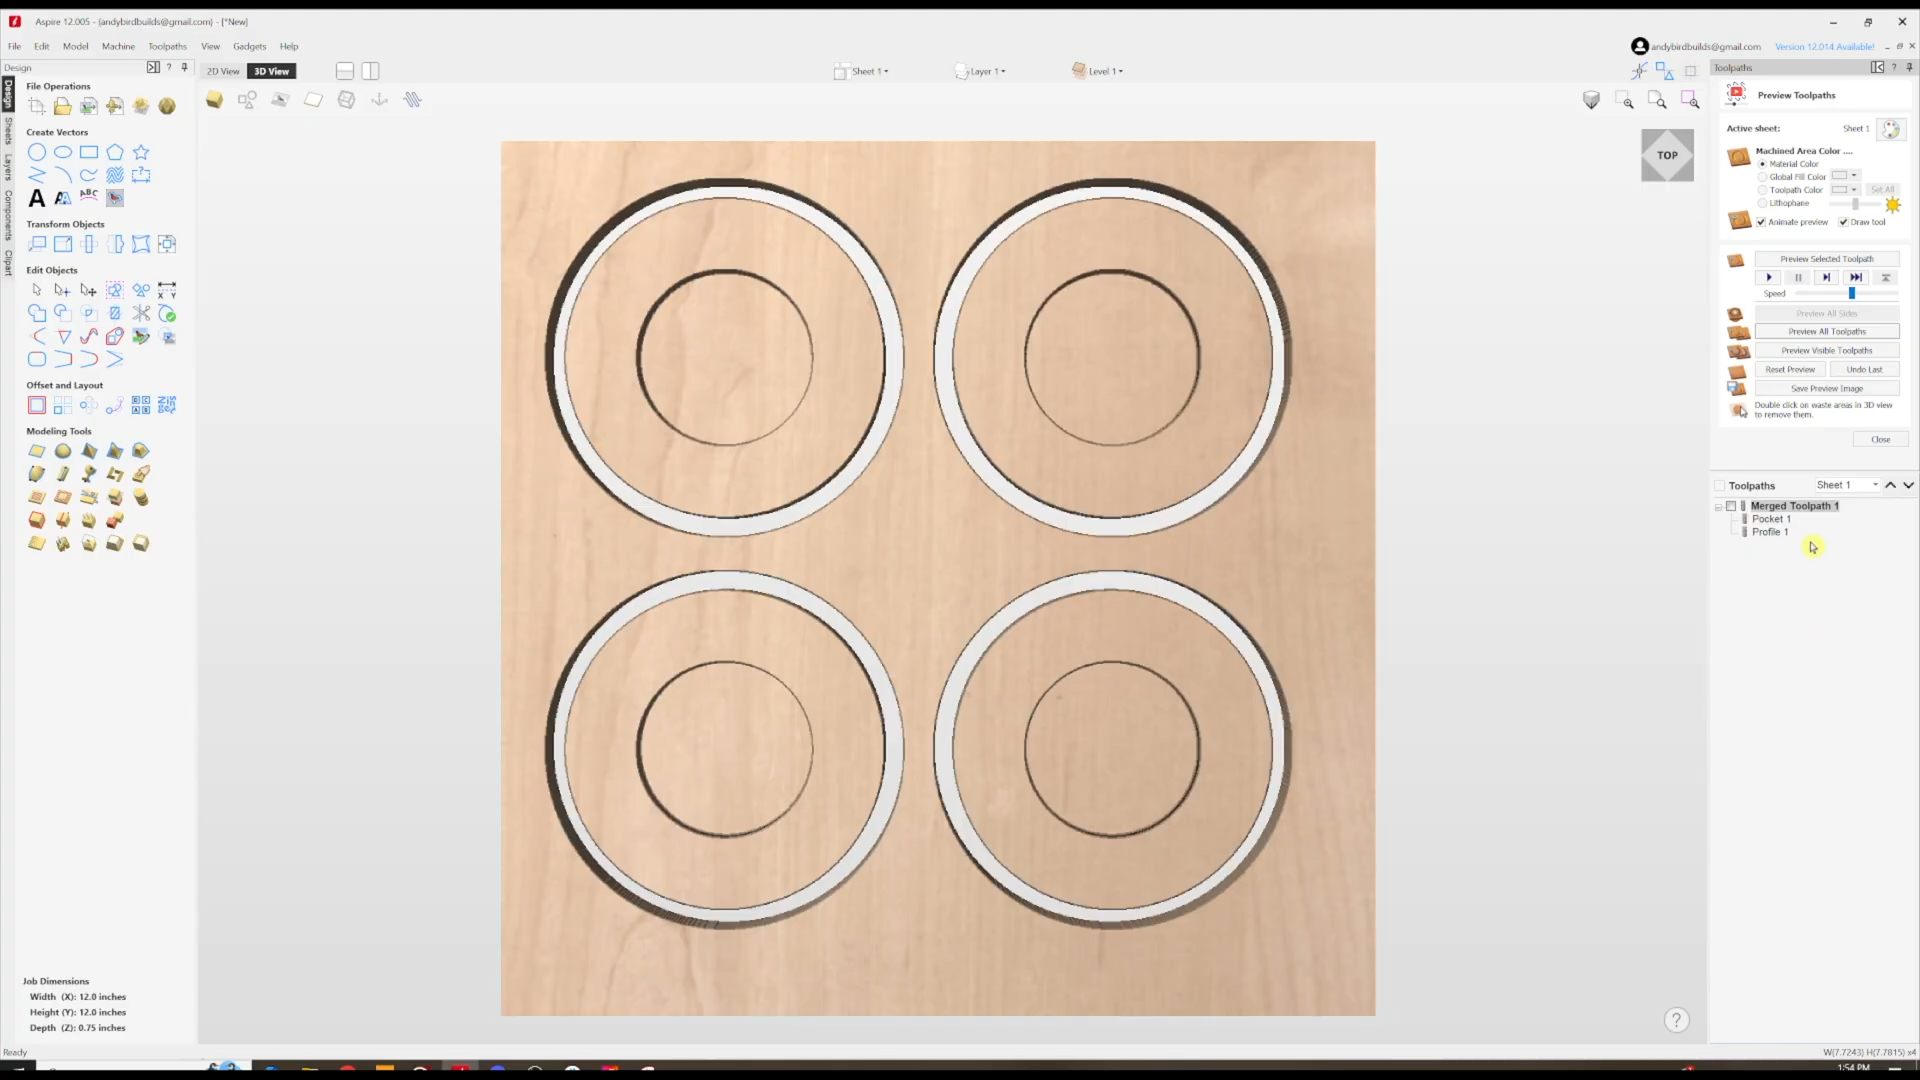 Aspire 12.005 - (andybirdbuilds@gmail.com) - [*New]
File Edit Model Machine Toolpaths View Gadgets Help
andybirdbuilds@gmail.com Version 12.014 Available!
Design
2D View 3D View
Sheet 1
Layer 1
Level 1
Toolpaths
Design
Sheets
Layers
Components
Clipart
File Operations
Create Vectors
Transform Objects
Edit Objects
Offset and Layout
Modeling Tools
Job Dimensions
Width (X): 12.0 inches
Height (Y): 12.0 inches
Depth (Z): 0.75 inches
Ready
TOP
Preview Toolpaths
Active sheet: Sheet 1
Machined Area Color ....
Material Color
Global Fill Color
Toolpath Color Set All
Lithophane
Animate preview Draw tool
Preview Selected Toolpath
Speed
Preview All Sides
Preview All Toolpaths
Preview Visible Toolpaths
Reset Preview Undo Last
Save Preview Image
Double click on waste areas in 3D view
to remove them.
Close
Toolpaths Sheet 1
Merged Toolpath 1
Pocket 1
Profile 1
W(7.7243) H(7.7815) x4
1:54 PM